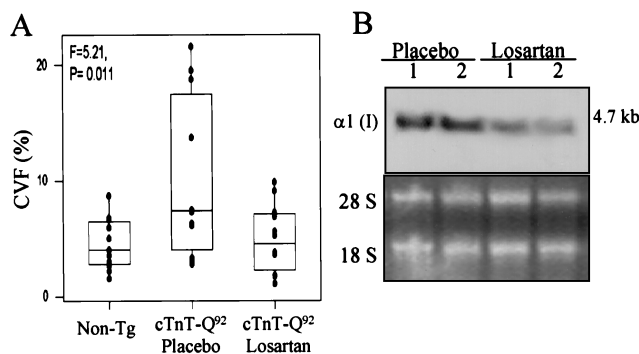 A
F=5.21,
P= 0.011
20
10
0
CVF (%)
Non-Tg
cTnT-Q92
Placebo
cTnT-Q92
Losartan
B
Placebo Losartan
1 2 1 2
α1 (I)
4.7 kb
28 S
18 S